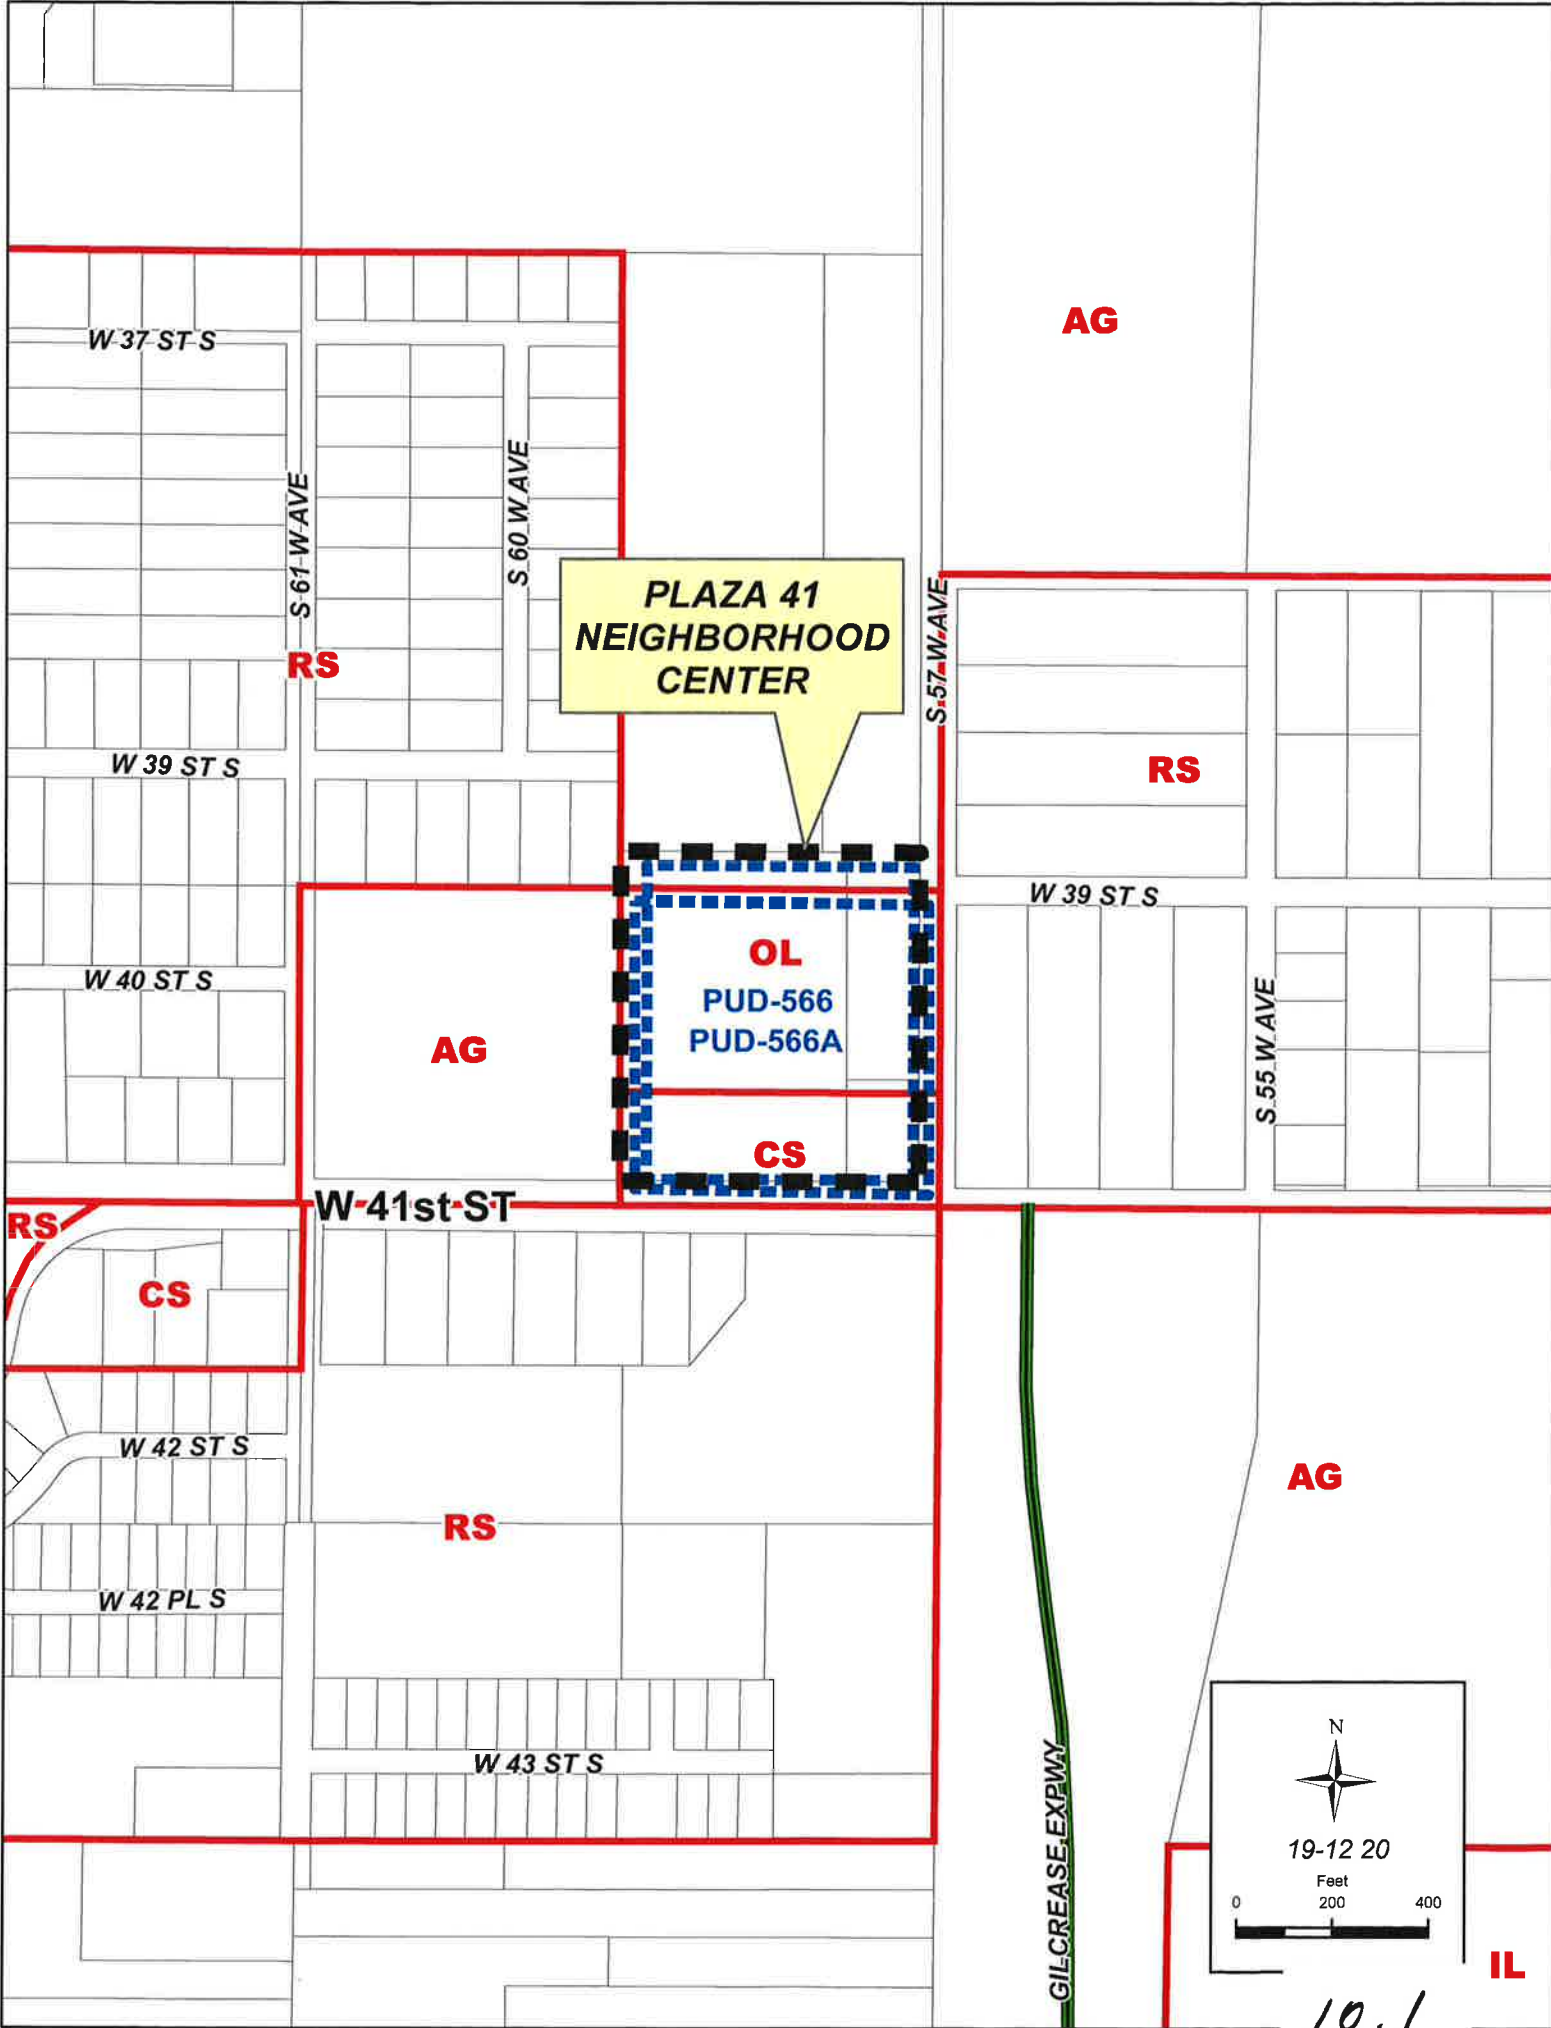 AG
W 37 ST S
S 61 W AVE
S 60 W AVE
PLAZA 41
NEIGHBORHOOD
CENTER
S 57 W AVE
RS
RS
W 39 ST S
W 39 ST S
OL
PUD-566
PUD-566A
W 40 ST S
AG
S 55 W AVE
CS
W 41st ST
RS
CS
W 42 ST S
AG
RS
W 42 PL S
W 43 ST S
GILCREASE EXPWY
N
19-12 20
Feet
0 200 400
IL
10.1